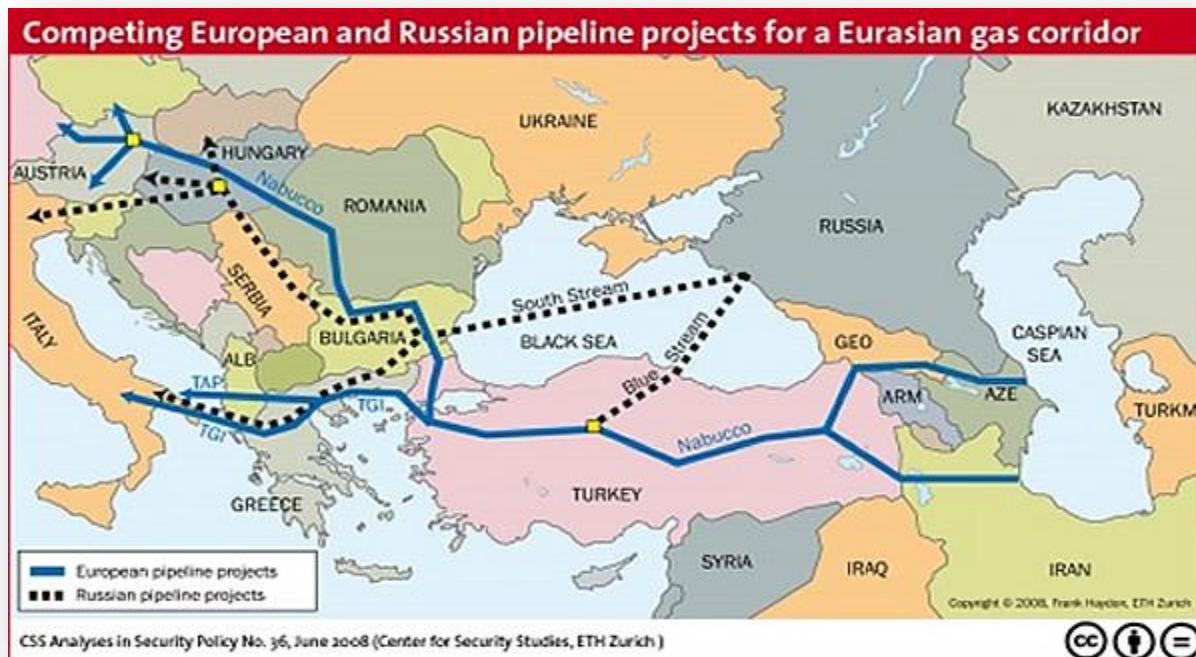 Competing European and Russian pipeline projects for a Eurasian gas corridor
KAZAKHSTAN
UKRAINE
AUSTRIA
HUNGARY
Nabucco
ROMANIA
RUSSIA
SERBIA
South Stream
ITALY
BULGARIA
BLACK SEA
Blue Stream
GEO
CASPIAN
SEA
ALB
TAP
TGI
ARM
AZE
TURKM
TGI
Nabucco
TURKEY
GREECE
SYRIA
IRAQ
IRAN
European pipeline projects
Russian pipeline projects
Copyright © 2008, Frank Haydon, ETH Zurich
CSS Analyses in Security Policy No. 36, June 2008 (Center for Security Studies, ETH Zurich )
cc